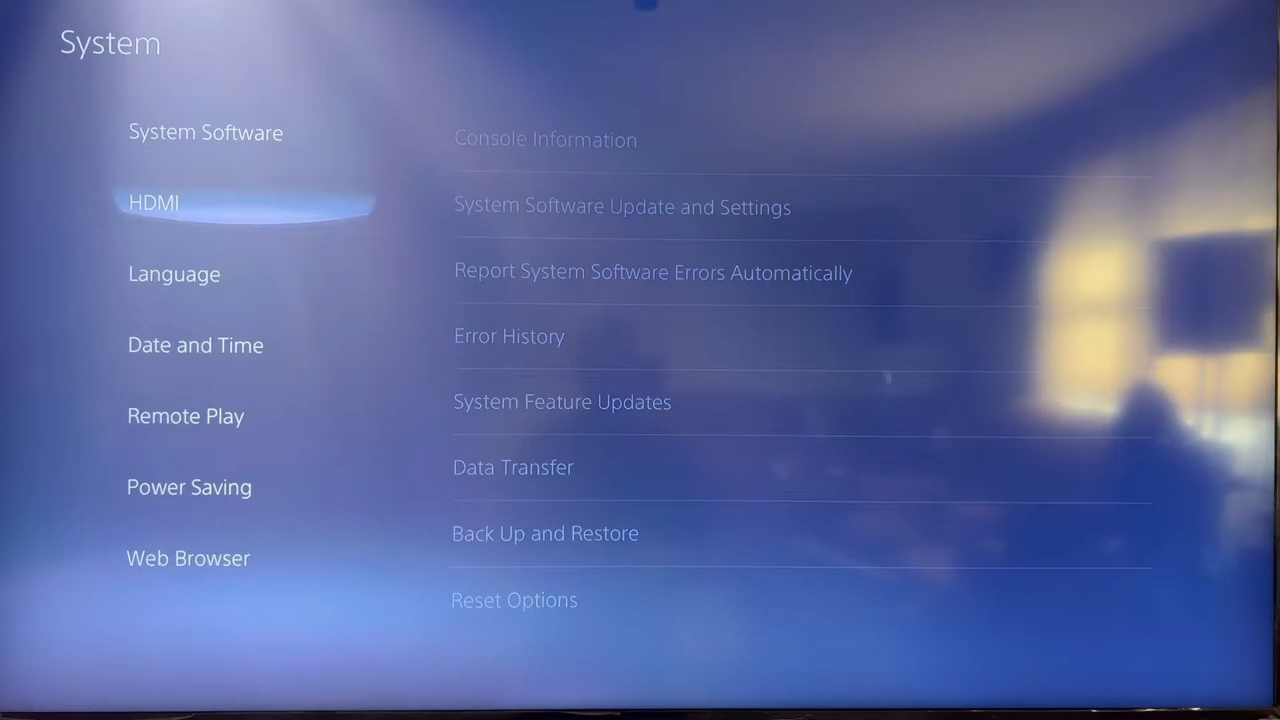 System
System Software
HDMI
Language
Date and Time
Remote Play
Power Saving
Web Browser
Console Information
System Software Update and Settings
Report System Software Errors Automatically
Error History
System Feature Updates
Data Transfer
Back Up and Restore
Reset Options